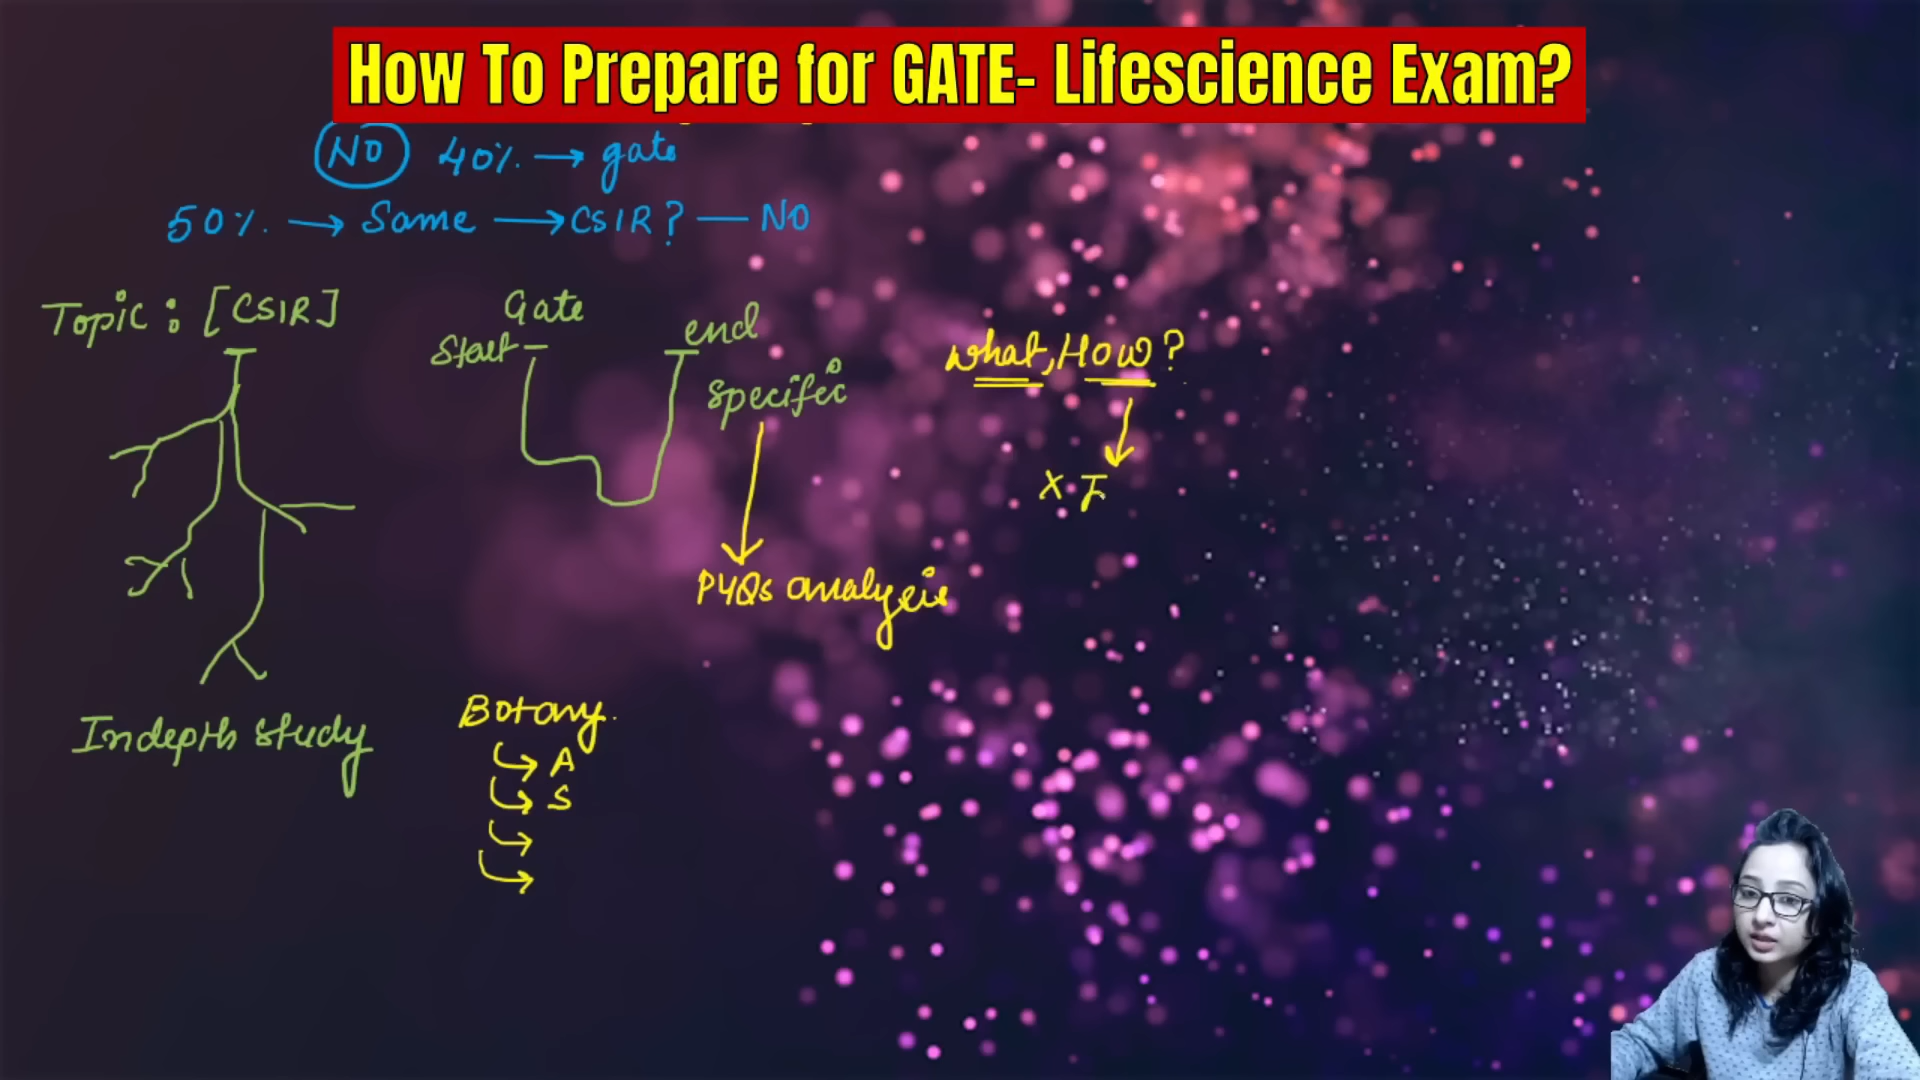 How To Prepare for GATE- Lifescience Exam?
NO 40%. → gate
50%. → Same → CSIR? — NO
Topic : [CSIR]
Gate
Start
end
specific
What, How?
PYQs analysis
Indepth study
Botany.
↳ A
↳ S